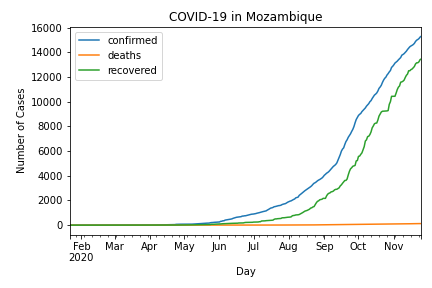 COVID-19 in Mozambique
16000
14000
12000
10000
8000
6000
4000
2000
0
Number of Cases
confirmed
deaths
recovered
Feb Mar Apr May Jun Jul Aug Sep Oct Nov
2020
Day